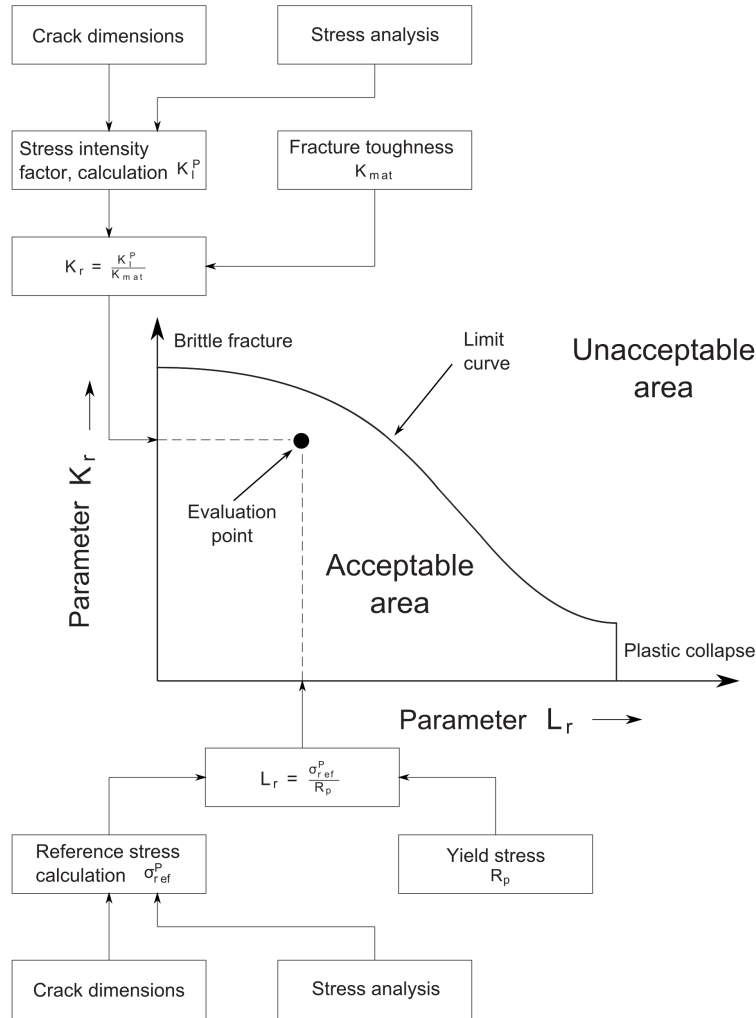 Crack dimensions
Stress analysis
Stress intensity
factor, calculation K_I^P
Fracture toughness
K_mat
K_r = K_I^P / K_mat
Brittle fracture
Limit
curve
Unacceptable
area
Parameter K_r
Evaluation
point
Acceptable
area
Plastic collapse
Parameter L_r
L_r = σ_ref^P / R_p
Reference stress
calculation σ_ref^P
Yield stress
R_p
Crack dimensions
Stress analysis